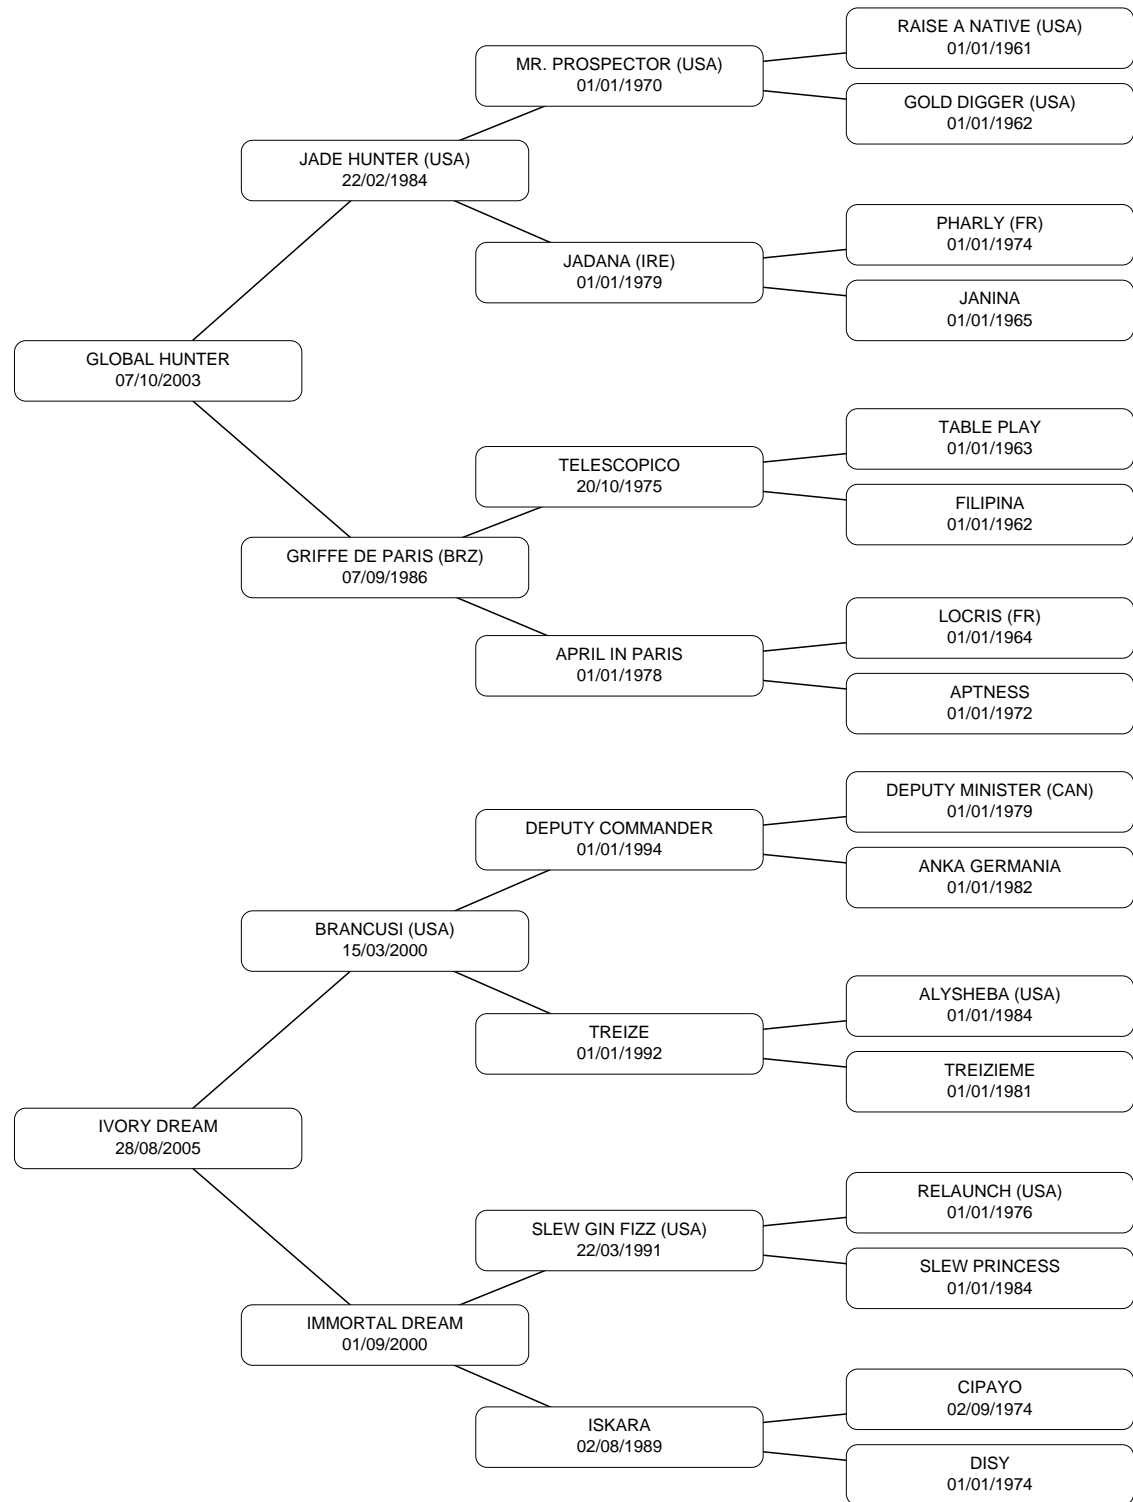 RAISE A NATIVE (USA)
01/01/1961
MR. PROSPECTOR (USA)
01/01/1970
GOLD DIGGER (USA)
01/01/1962
JADE HUNTER (USA)
22/02/1984
PHARLY (FR)
01/01/1974
JADANA (IRE)
01/01/1979
JANINA
01/01/1965
GLOBAL HUNTER
07/10/2003
TABLE PLAY
01/01/1963
TELESCOPICO
20/10/1975
FILIPINA
01/01/1962
GRIFFE DE PARIS (BRZ)
07/09/1986
LOCRIS (FR)
01/01/1964
APRIL IN PARIS
01/01/1978
APTNESS
01/01/1972
DEPUTY MINISTER (CAN)
01/01/1979
DEPUTY COMMANDER
01/01/1994
ANKA GERMANIA
01/01/1982
BRANCUSI (USA)
15/03/2000
ALYSHEBA (USA)
01/01/1984
TREIZE
01/01/1992
TREIZIEME
01/01/1981
IVORY DREAM
28/08/2005
RELAUNCH (USA)
01/01/1976
SLEW GIN FIZZ (USA)
22/03/1991
SLEW PRINCESS
01/01/1984
IMMORTAL DREAM
01/09/2000
CIPAYO
02/09/1974
ISKARA
02/08/1989
DISY
01/01/1974